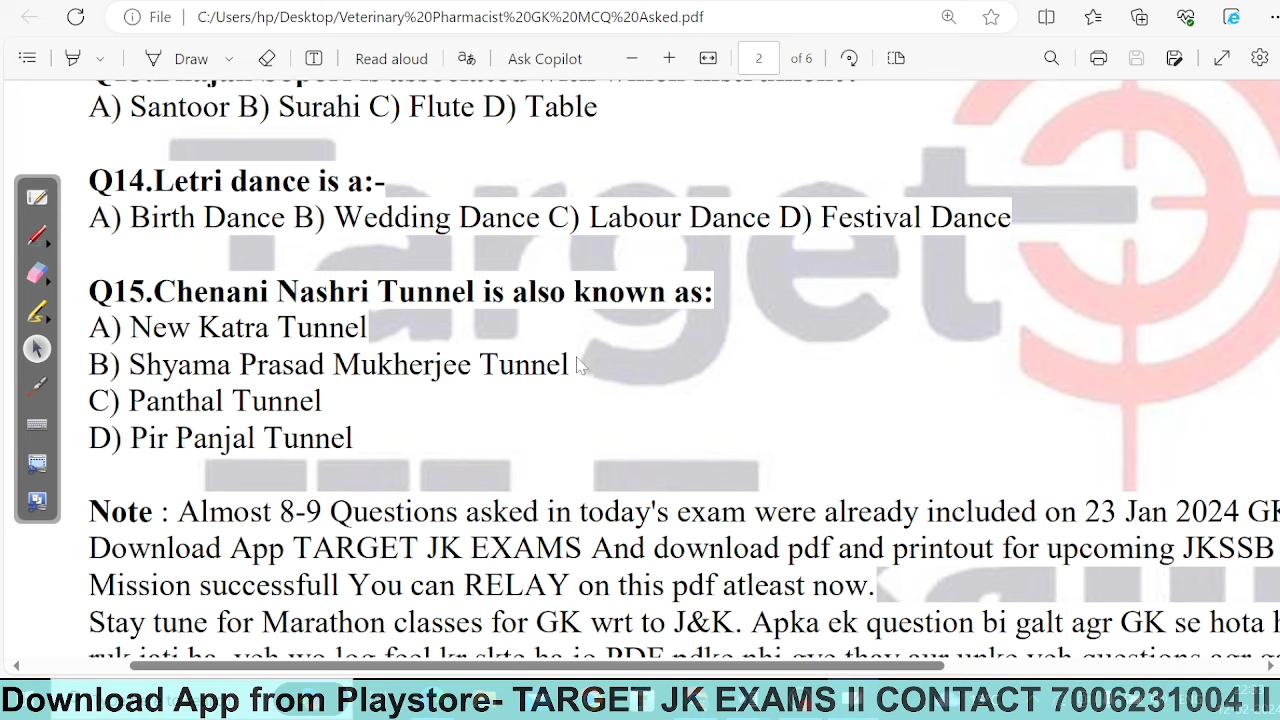 File C:/Users/hp/Desktop/Veterinary%20Pharmacist%20GK%20MCQ%20Asked.pdf
Draw Read aloud Ask Copilot 2 of 6
A) Santoor B) Surahi C) Flute D) Table
Q14.Letri dance is a:-
A) Birth Dance B) Wedding Dance C) Labour Dance D) Festival Dance
Q15.Chenani Nashri Tunnel is also known as:
A) New Katra Tunnel
B) Shyama Prasad Mukherjee Tunnel
C) Panthal Tunnel
D) Pir Panjal Tunnel
Note : Almost 8-9 Questions asked in today's exam were already included on 23 Jan 2024 GK
Download App TARGET JK EXAMS And download pdf and printout for upcoming JKSSB
Mission successfull You can RELAY on this pdf atleast now.
Stay tune for Marathon classes for GK wrt to J&K. Apka ek question bi galt agr GK se hota
Download App from Playstore- TARGET JK EXAMS II CONTACT 7006231004 II
Target